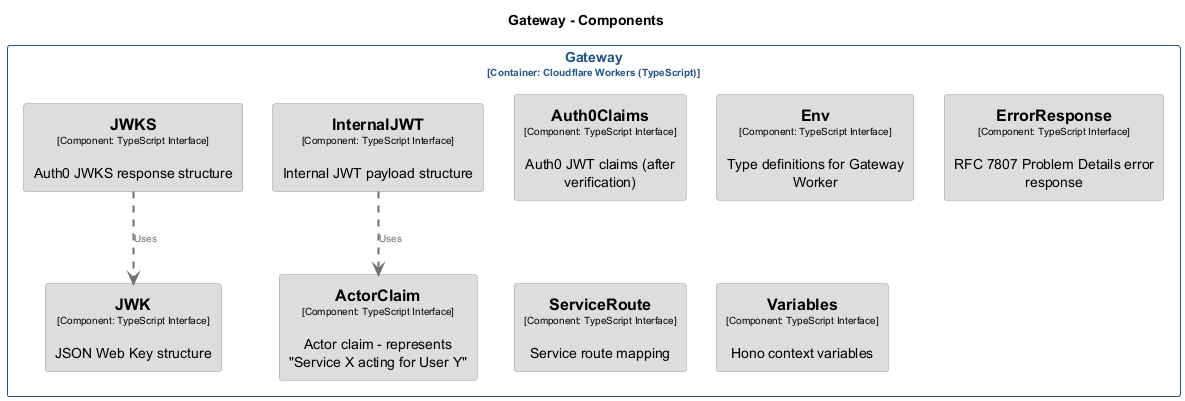 Gateway - Components
Gateway
[Container: Cloudflare Workers (TypeScript)]
JWKS
[Component: TypeScript Interface]
Auth0 JWKS response structure
InternalJWT
[Component: TypeScript Interface]
Internal JWT payload structure
Auth0Claims
[Component: TypeScript Interface]
Auth0 JWT claims (after
verification)
Env
[Component: TypeScript Interface]
Type definitions for Gateway
Worker
ErrorResponse
[Component: TypeScript Interface]
RFC 7807 Problem Details error
response
Uses
Uses
JWK
[Component: TypeScript Interface]
JSON Web Key structure
ActorClaim
[Component: TypeScript Interface]
Actor claim - represents
"Service X acting for User Y"
ServiceRoute
[Component: TypeScript Interface]
Service route mapping
Variables
[Component: TypeScript Interface]
Hono context variables